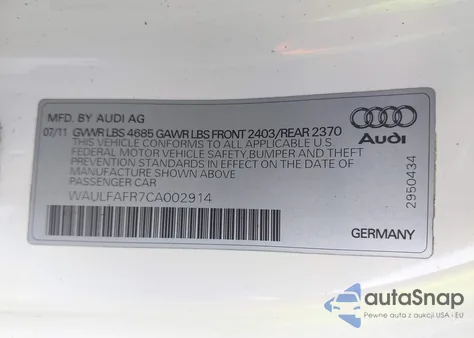 MFD. BY AUDI AG
07/11 GVWR LBS 4685 GAWR LBS FRONT 2403/REAR 2370
THIS VEHICLE CONFORMS TO ALL APPLICABLE U.S.
FEDERAL MOTOR VEHICLE SAFETY, BUMPER AND THEFT
PREVENTION STANDARDS IN EFFECT ON THE DATE OF
MANUFACTURE SHOWN ABOVE
PASSENGER CAR
WAULFAFR7CA002914
Audi
2950434
GERMANY
autoSnap
Pewne auta z aukcji USA - EU